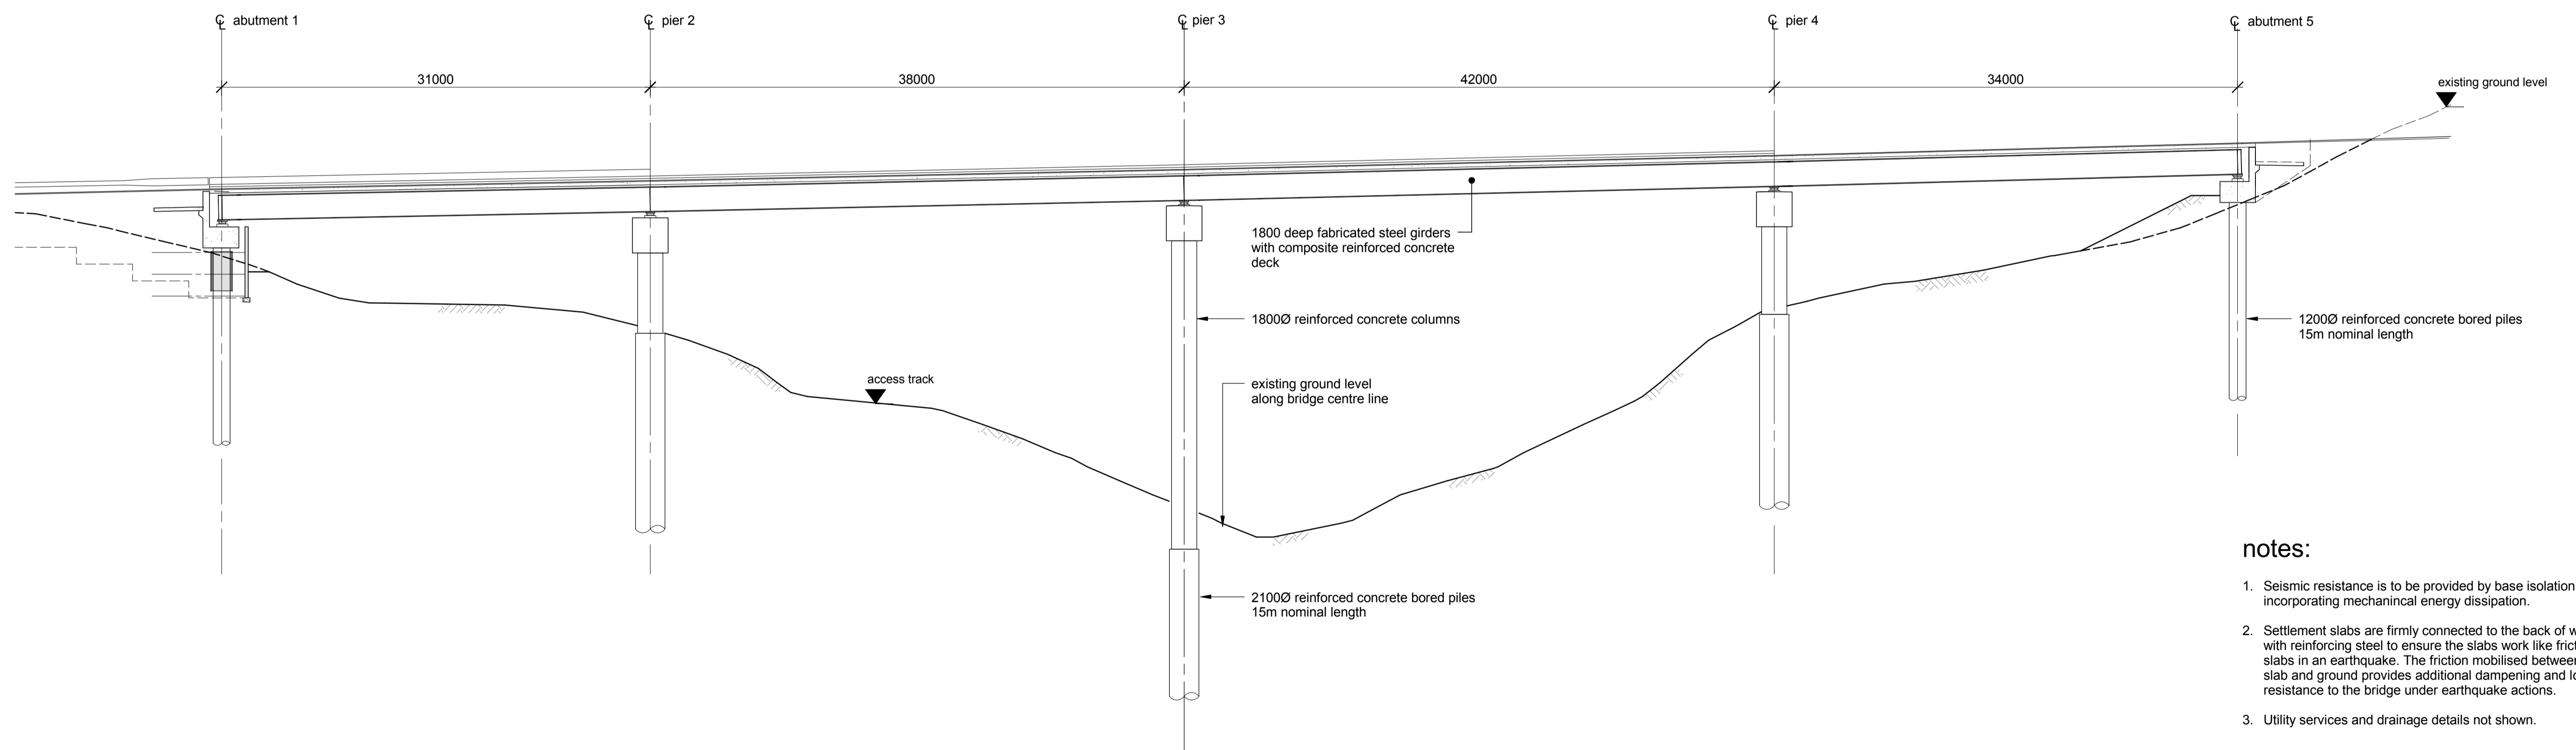 ℄ abutment 1
℄ pier 2
℄ pier 3
℄ pier 4
℄ abutment 5
31000
38000
42000
34000
existing ground level
1800 deep fabricated steel girders
with composite reinforced concrete
deck
1800Ø reinforced concrete columns
1200Ø reinforced concrete bored piles
15m nominal length
access track
existing ground level
along bridge centre line
2100Ø reinforced concrete bored piles
15m nominal length
notes:
1. Seismic resistance is to be provided by base isolation
incorporating mechanincal energy dissipation.
2. Settlement slabs are firmly connected to the back of
with reinforcing steel to ensure the slabs work like
slabs in an earthquake. The friction mobilised between
slab and ground provides additional dampening and
resistance to the bridge under earthquake actions.
3. Utility services and drainage details not shown.